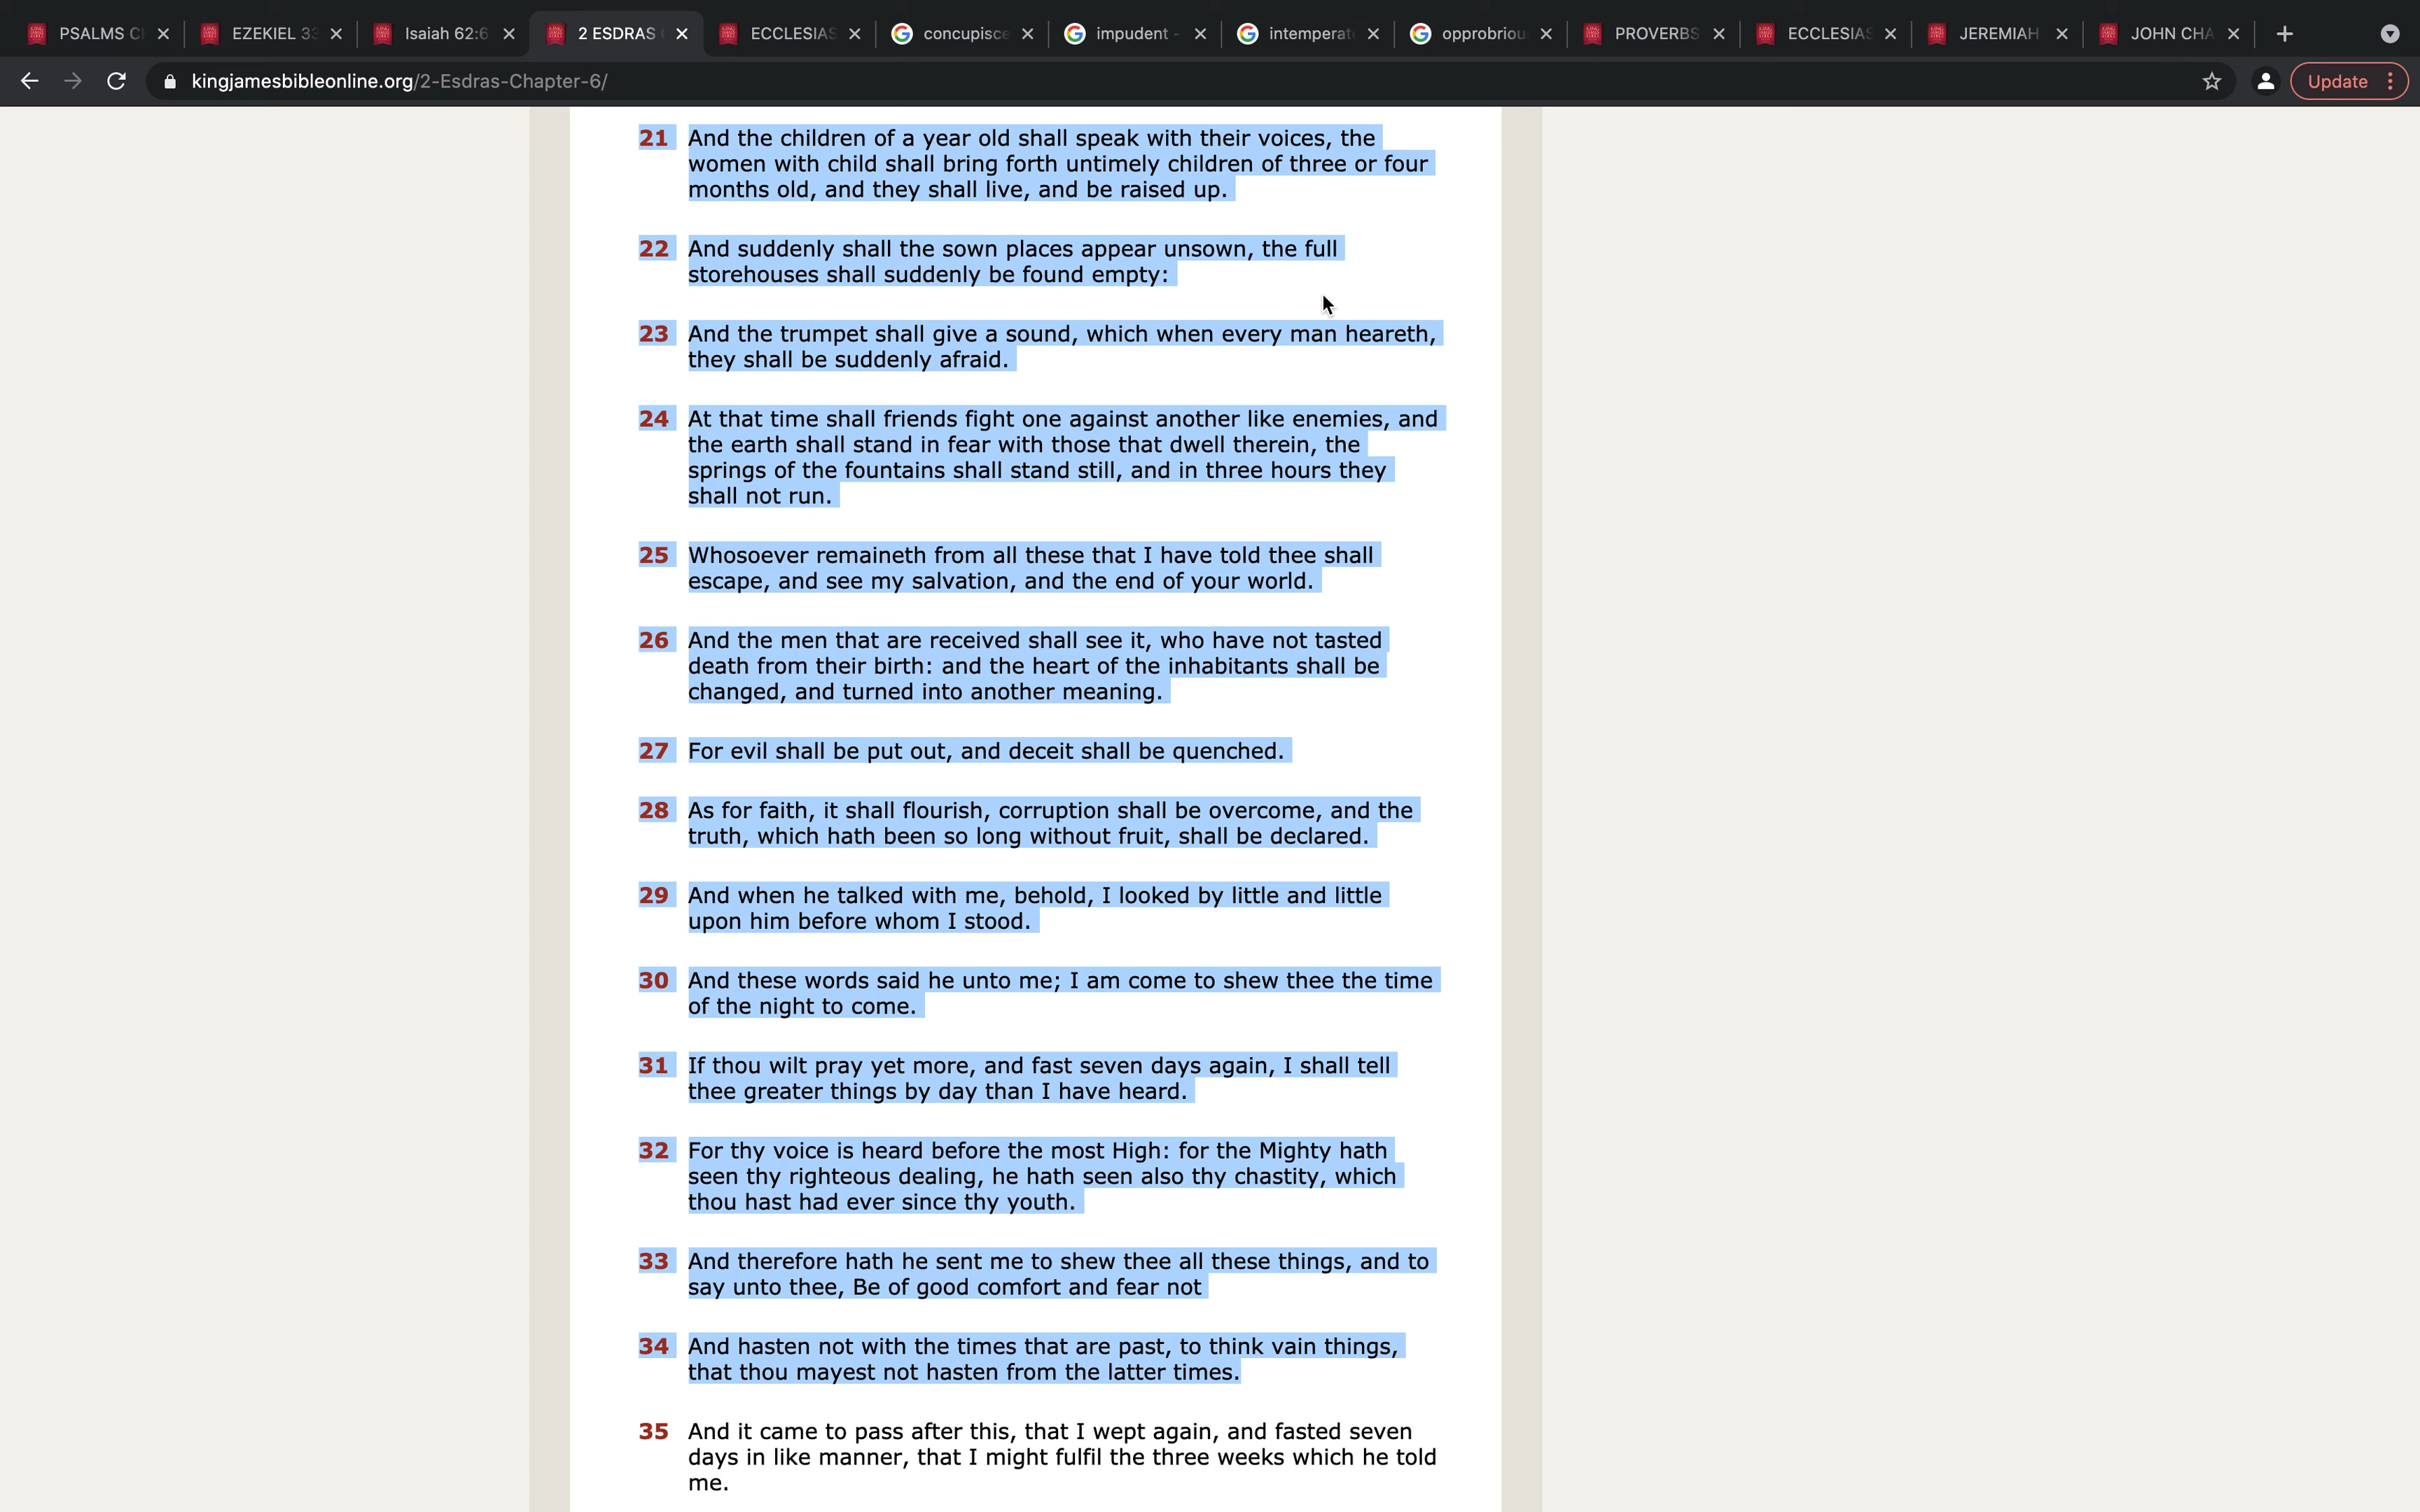 PSALMS C
EZEKIEL 33
Isaiah 62:6
2 ESDRAS
ECCLESIAS
concupisce
impudent -
intemperat
opprobriou
PROVERBS
ECCLESIAS
JEREMIAH
JOHN CHA
kingjamesbibleonline.org/2-Esdras-Chapter-6/
Update
21 And the children of a year old shall speak with their voices, the
women with child shall bring forth untimely children of three or four
months old, and they shall live, and be raised up.
22 And suddenly shall the sown places appear unsown, the full
storehouses shall suddenly be found empty:
23 And the trumpet shall give a sound, which when every man heareth,
they shall be suddenly afraid.
24 At that time shall friends fight one against another like enemies, and
the earth shall stand in fear with those that dwell therein, the
springs of the fountains shall stand still, and in three hours they
shall not run.
25 Whosoever remaineth from all these that I have told thee shall
escape, and see my salvation, and the end of your world.
26 And the men that are received shall see it, who have not tasted
death from their birth: and the heart of the inhabitants shall be
changed, and turned into another meaning.
27 For evil shall be put out, and deceit shall be quenched.
28 As for faith, it shall flourish, corruption shall be overcome, and the
truth, which hath been so long without fruit, shall be declared.
29 And when he talked with me, behold, I looked by little and little
upon him before whom I stood.
30 And these words said he unto me; I am come to shew thee the time
of the night to come.
31 If thou wilt pray yet more, and fast seven days again, I shall tell
thee greater things by day than I have heard.
32 For thy voice is heard before the most High: for the Mighty hath
seen thy righteous dealing, he hath seen also thy chastity, which
thou hast had ever since thy youth.
33 And therefore hath he sent me to shew thee all these things, and to
say unto thee, Be of good comfort and fear not
34 And hasten not with the times that are past, to think vain things,
that thou mayest not hasten from the latter times.
35 And it came to pass after this, that I wept again, and fasted seven
days in like manner, that I might fulfil the three weeks which he told
me.